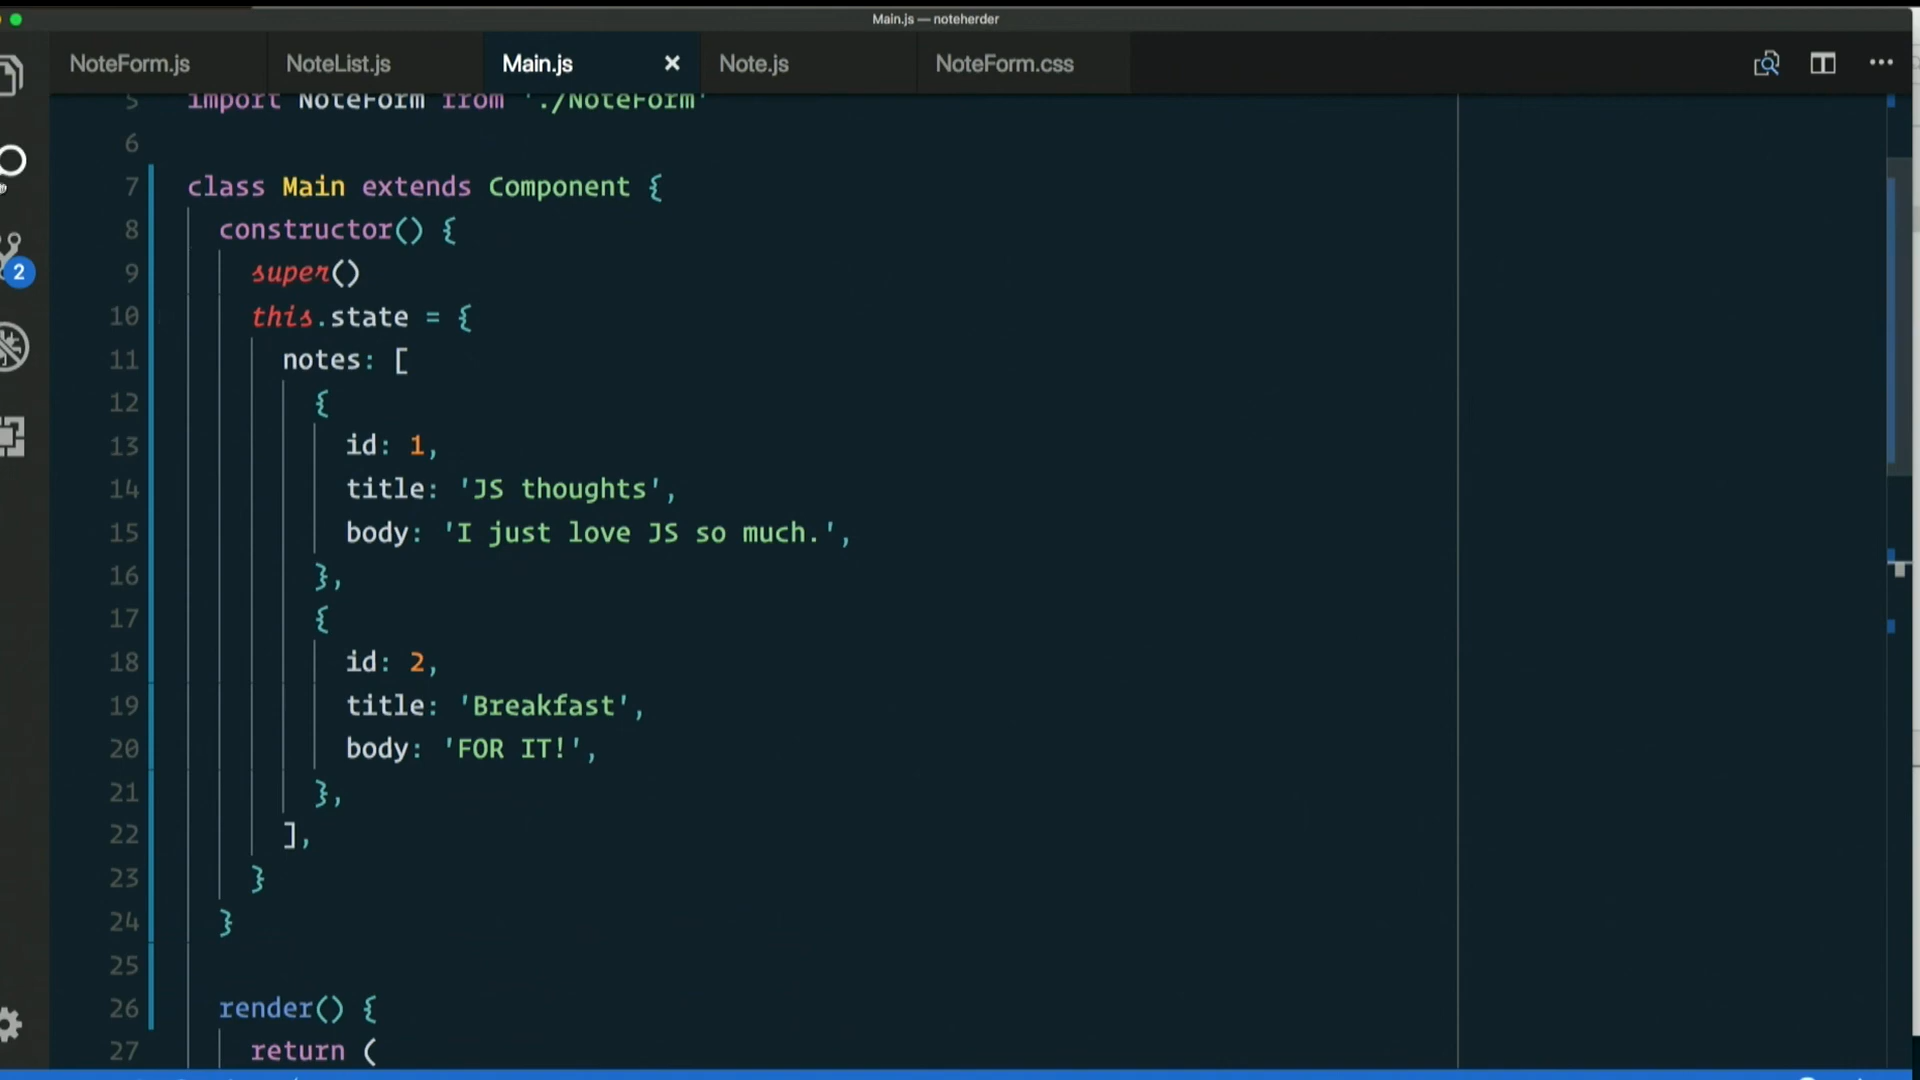 Main.js — noteherder
NoteForm.js NoteList.js Main.js × Note.js NoteForm.css
5 import NoteForm from './NoteForm'
6
7 class Main extends Component {
8 constructor() {
9 super()
10 this.state = {
11 notes: [
12 {
13 id: 1,
14 title: 'JS thoughts',
15 body: 'I just love JS so much.',
16 },
17 {
18 id: 2,
19 title: 'Breakfast',
20 body: 'FOR IT!',
21 },
22 ],
23 }
24 }
25
26 render() {
27 return (
2